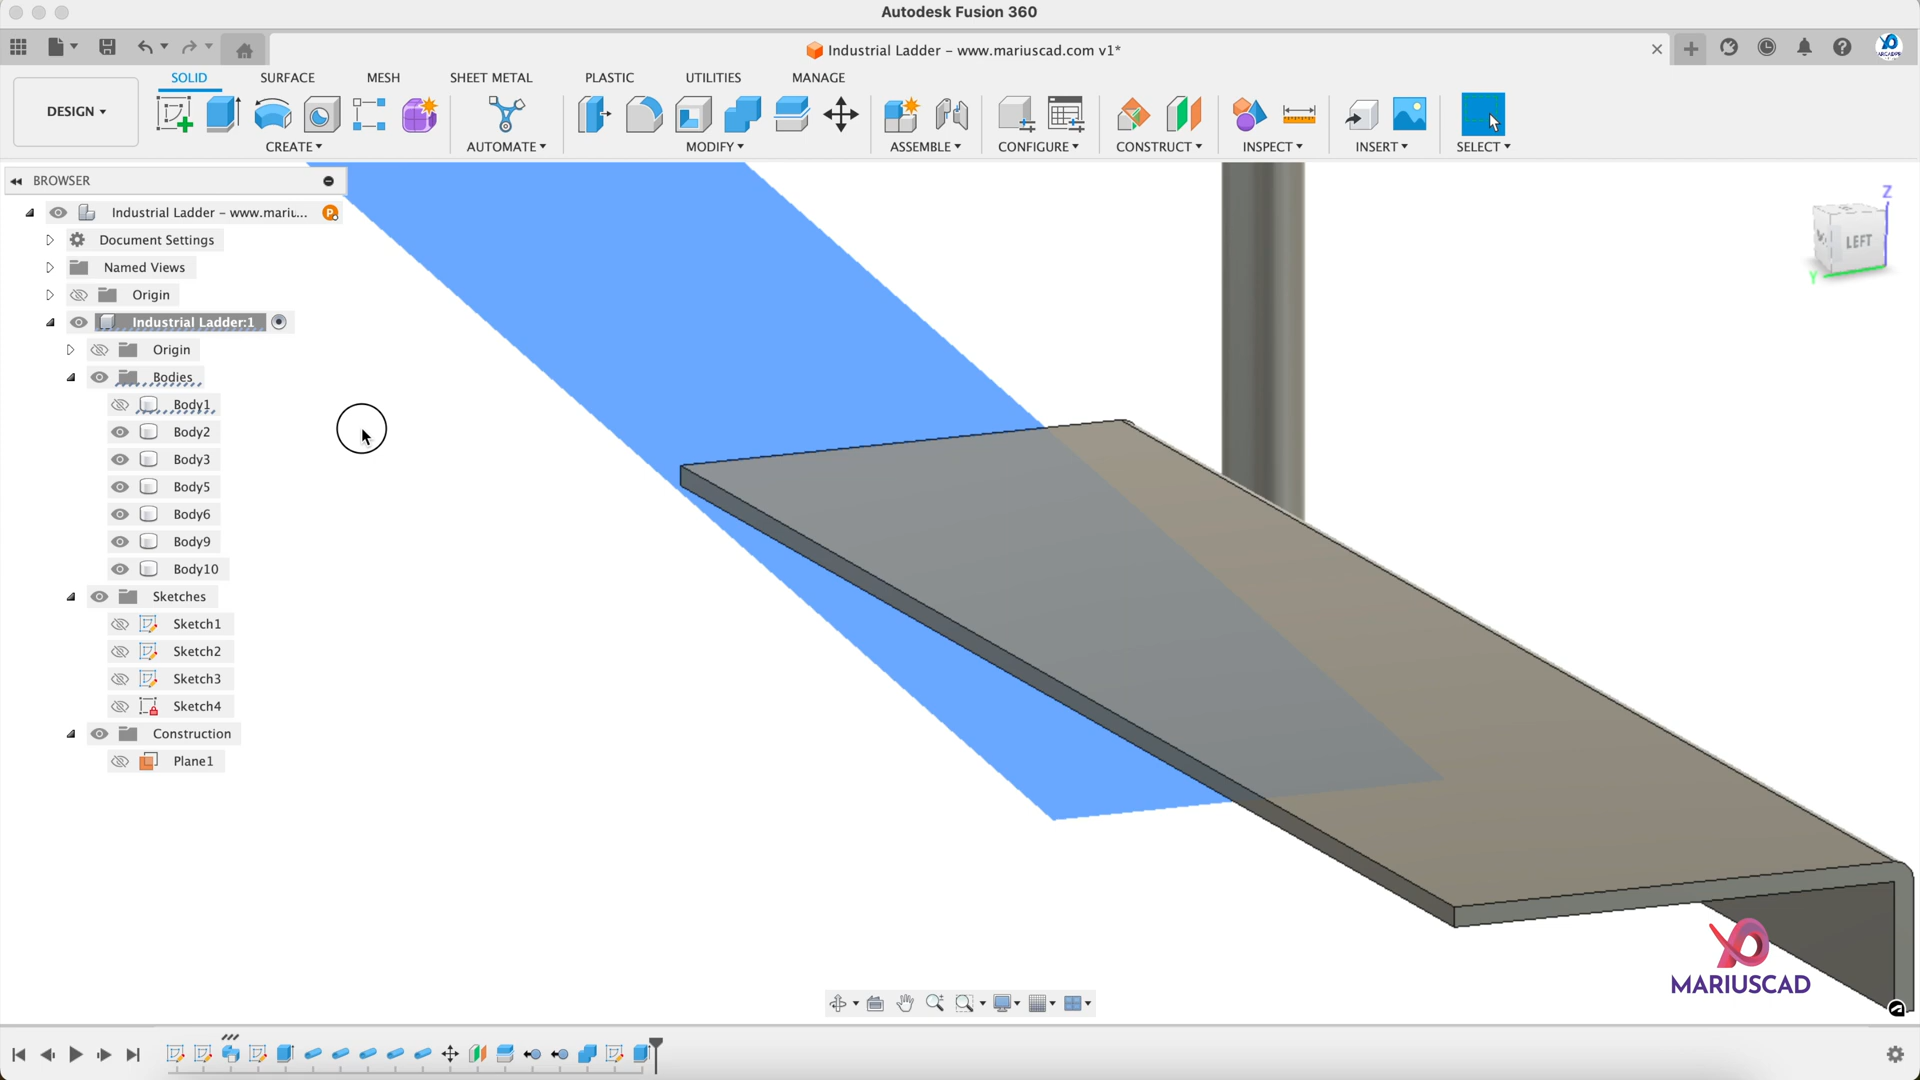 Autodesk Fusion 360
Industrial Ladder – www.mariuscad.com v1*
SOLID SURFACE MESH SHEET METAL PLASTIC UTILITIES MANAGE
DESIGN
CREATE AUTOMATE MODIFY ASSEMBLE CONFIGURE CONSTRUCT INSPECT INSERT SELECT
BROWSER
Industrial Ladder – www.mariu...
Document Settings
Named Views
Origin
Industrial Ladder:1
Origin
Bodies
Body1
Body2
Body3
Body5
Body6
Body9
Body10
Sketches
Sketch1
Sketch2
Sketch3
Sketch4
Construction
Plane1
Z
LEFT
Y
MARIUSCAD